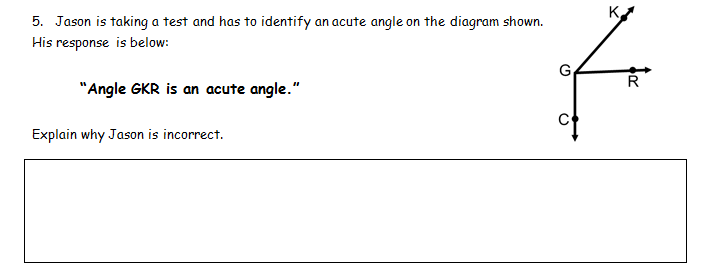 5. Jason is taking a test and has to identify an acute angle on the diagram shown.
His response is below:
"Angle GKR is an acute angle."
Explain why Jason is incorrect.
K
G
R
C